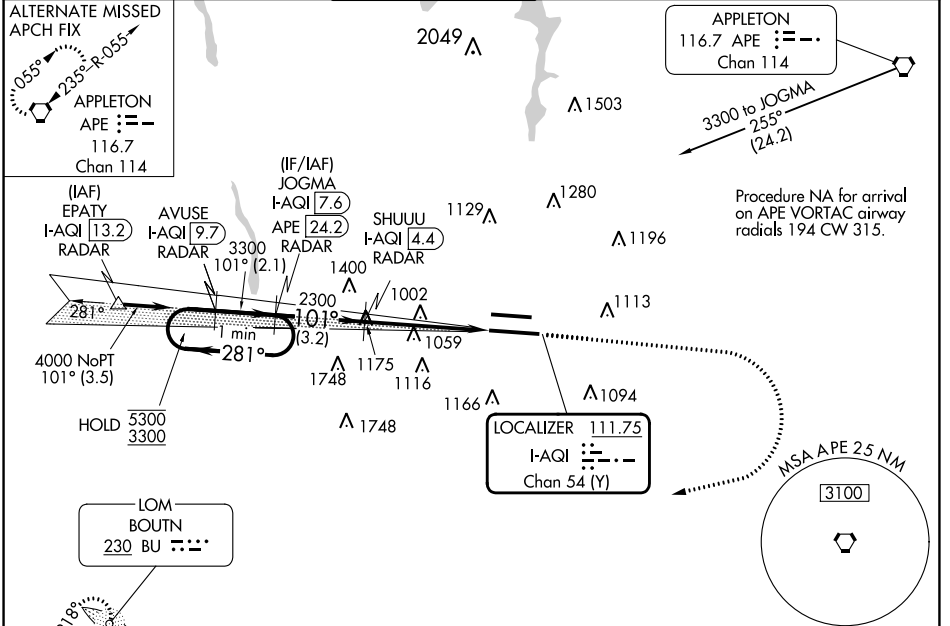 ALTERNATE MISSED
APCH FIX
055°
235°
R-055
APPLETON
APE
116.7
Chan 114
2049
1503
APPLETON
116.7 APE
Chan 114
3300 to JOGMA
255°
(24.2)
Procedure NA for arrival
on APE VORTAC airway
radials 194 CW 315.
(IAF)
EPATY
I-AQI 13.2
RADAR
AVUSE
I-AQI 9.7
RADAR
(IF/IAF)
JOGMA
I-AQI 7.6
APE 24.2
RADAR
SHUUU
I-AQI 4.4
RADAR
1129
1280
1196
3300
101° (2.1)
1400
1002
1113
281°
2300
101°
(3.2)
1 min
281°
1059
1175
1748
1116
4000 NoPT
101° (3.5)
HOLD 5300
3300
1748
1166
1094
LOCALIZER 111.75
I-AQI
Chan 54 (Y)
MSA APE 25 NM
3100
LOM
BOUTN
230 BU